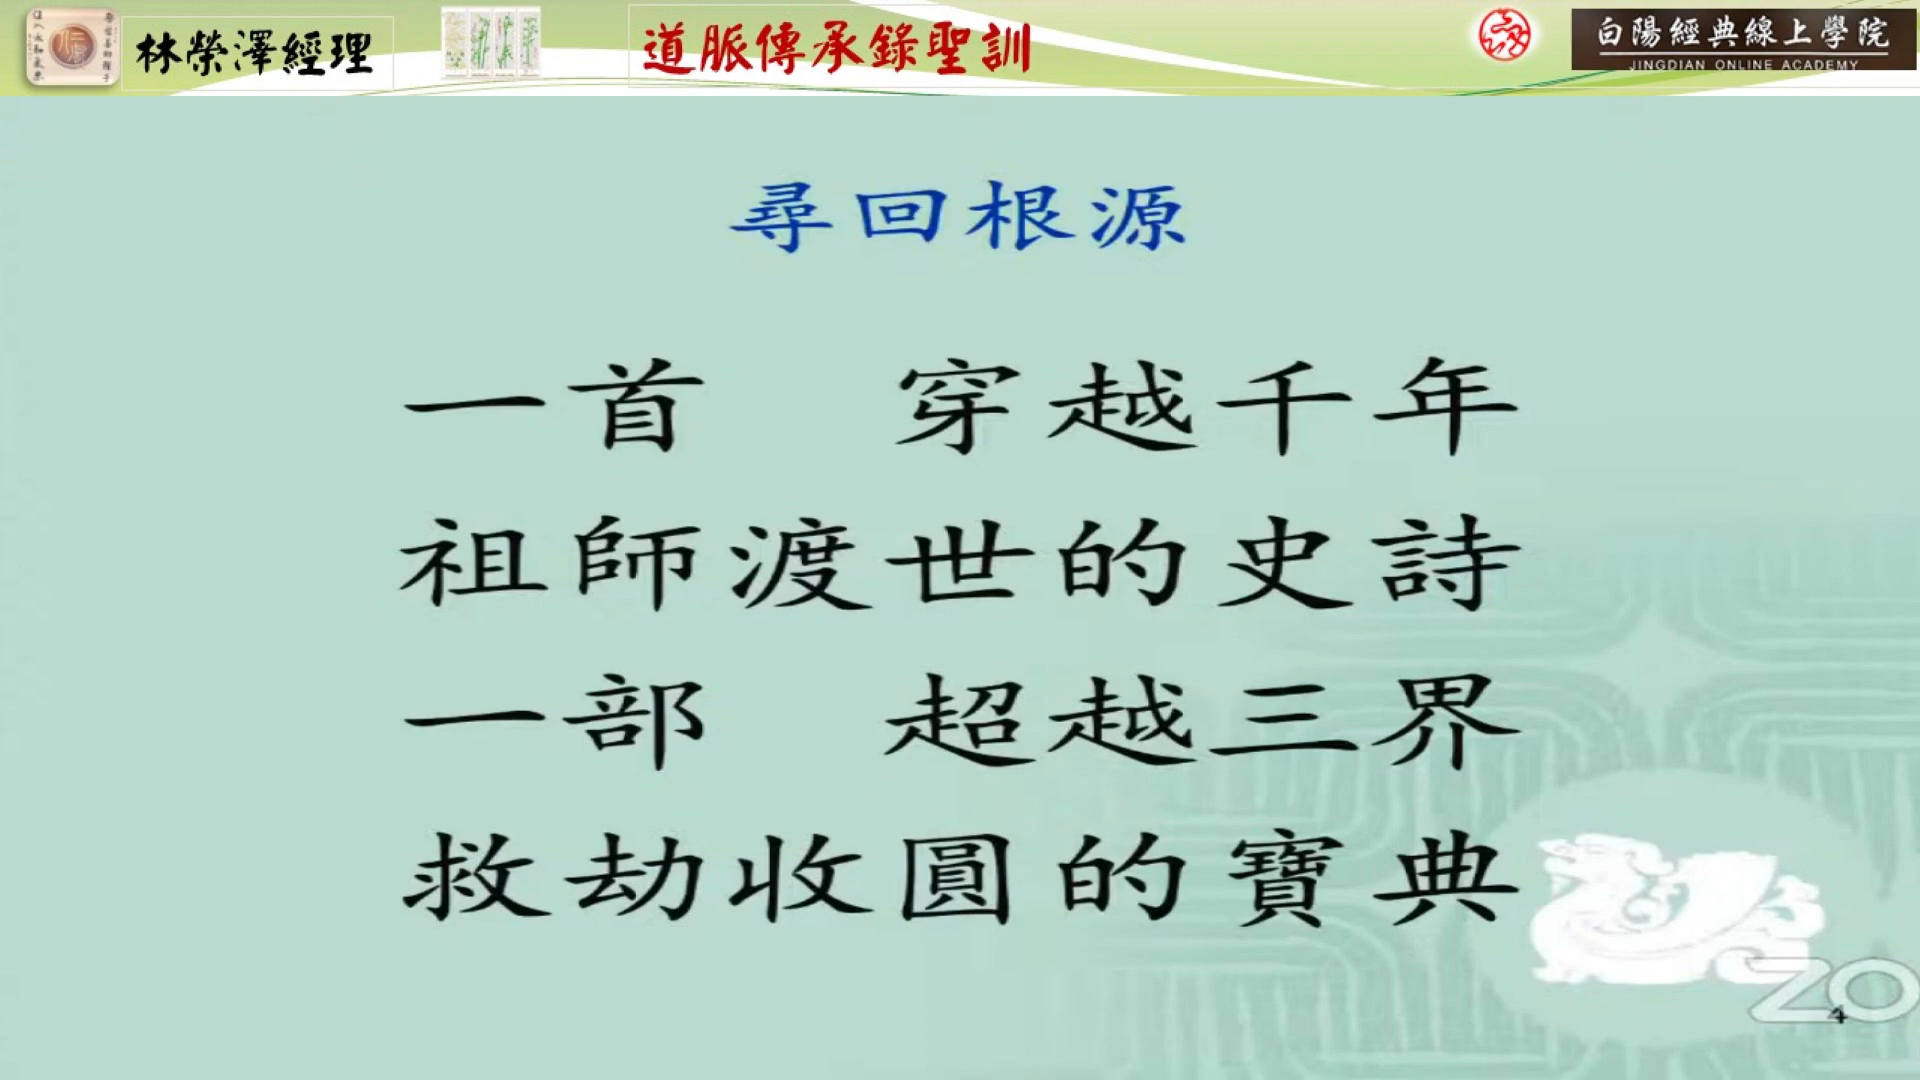 林榮澤經理
道脈傳承錄聖訓
白陽經典線上學院
JINGDIAN ONLINE ACADEMY
尋回根源
一首 穿越千年
祖師渡世的史詩
一部 超越三界
救劫收圓的寶典
ZO
4